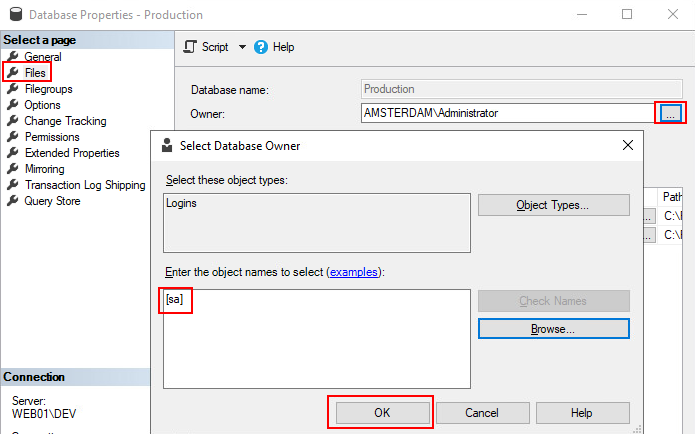 Database Properties - Production
Select a page
General
Files
Filegroups
Options
Change Tracking
Permissions
Extended Properties
Mirroring
Transaction Log Shipping
Query Store
Connection
Server:
WEB01\DEV
Script
Help
Database name:
Production
Owner:
AMSTERDAM\Administrator
...
Path
... C:\
... C:\
Select Database Owner
Select these object types:
Logins
Object Types...
Enter the object names to select (examples):
[sa]
Check Names
Browse...
OK
Cancel
Help